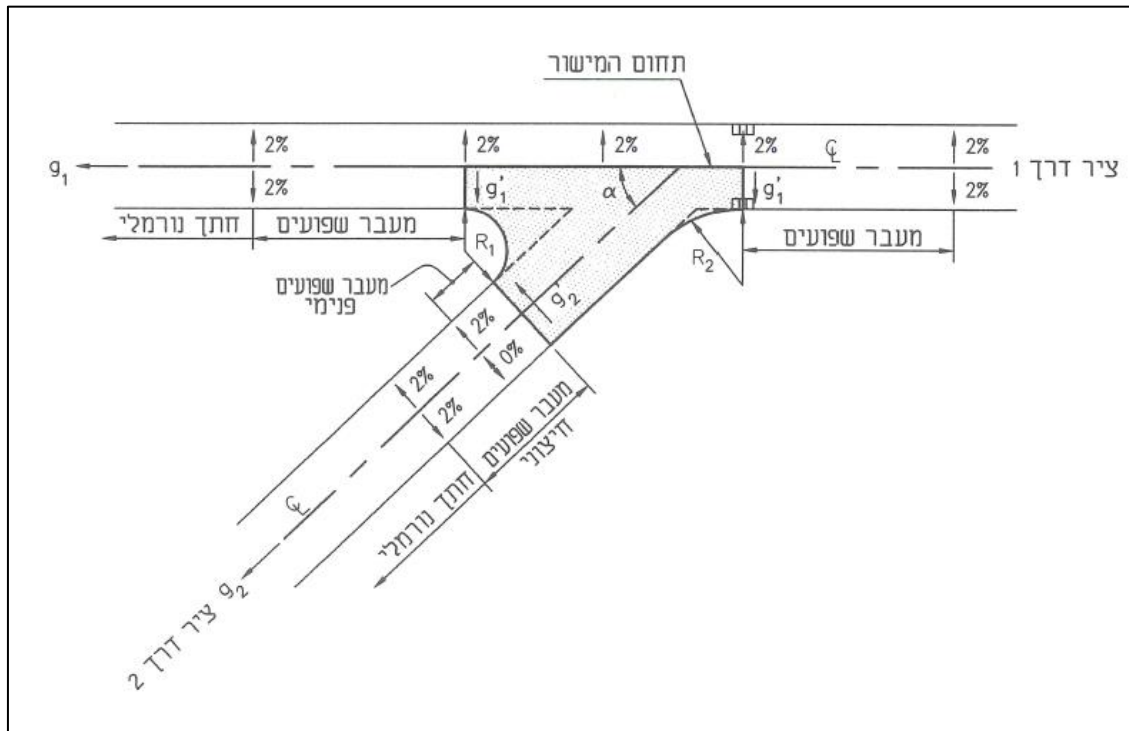 תחום המישור
2%
2%
2%
2%
2%
g₁
℄
ציר דרך 1
2%
g'₁
α
g'₁
2%
חתך נורמלי
מעבר שפועים
מעבר שפועים
R₁
R₂
מעבר שפועים
פנימי
g'₂
2%
0%
2%
2%
מעבר שפועים
חיצוני
חתך נורמלי
℄
g₂
ציר דרך 2